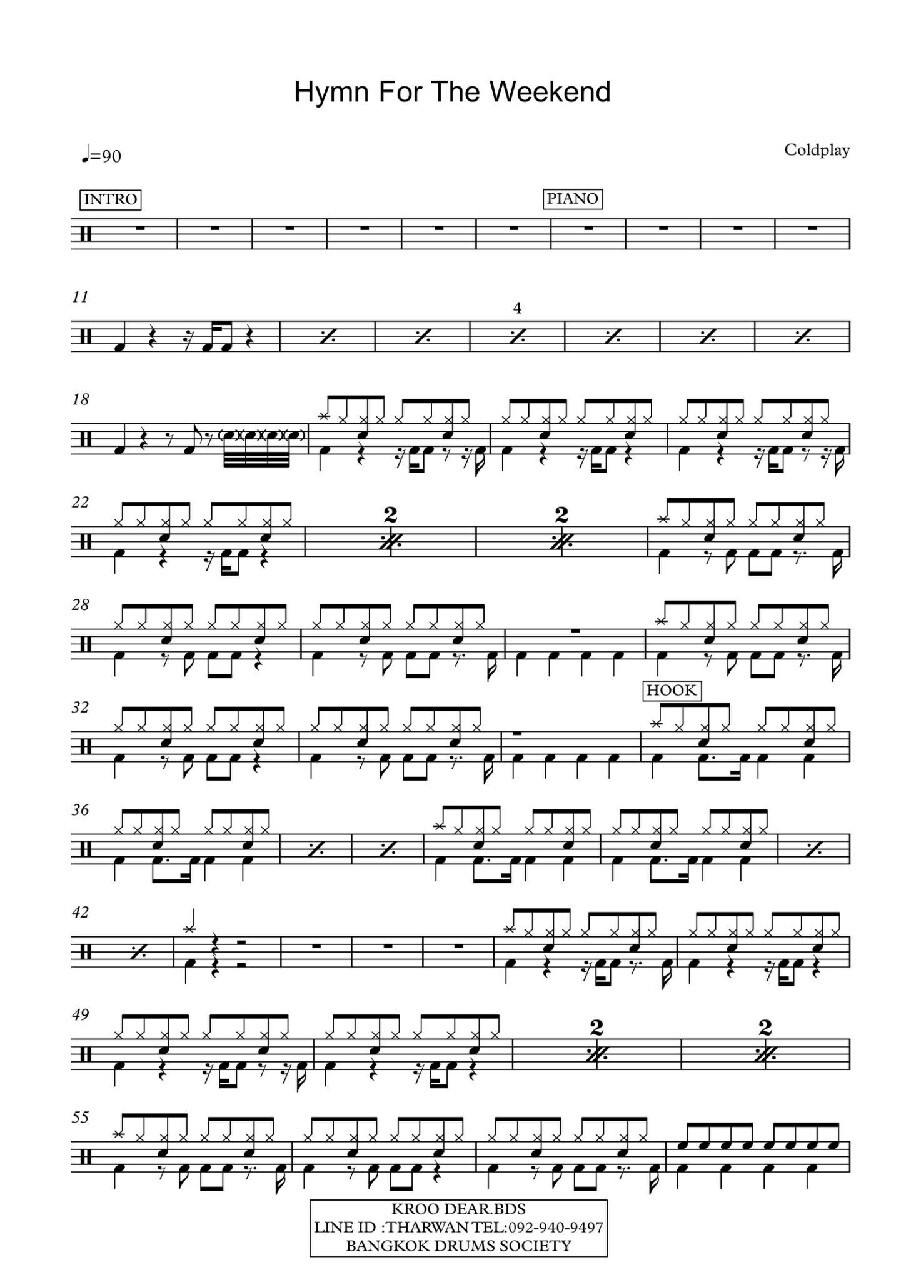 Hymn For The Weekend
♩=90
Coldplay
INTRO
PIANO
11
4
18
22
2
2
28
HOOK
32
36
42
49
2
2
55
KROO DEAR.BDS
LINE ID :THARWAN TEL:092-940-9497
BANGKOK DRUMS SOCIETY